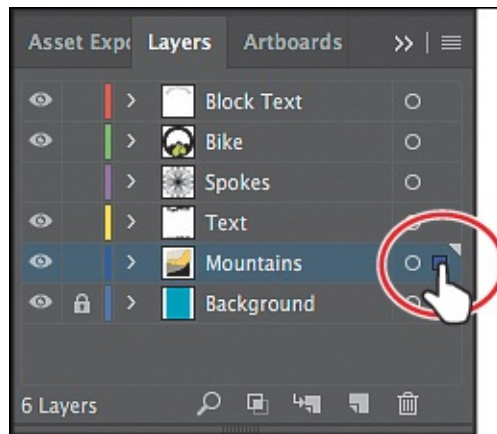 Asset Expo Layers Artboards
Block Text
Bike
Spokes
Text
Mountains
Background
6 Layers